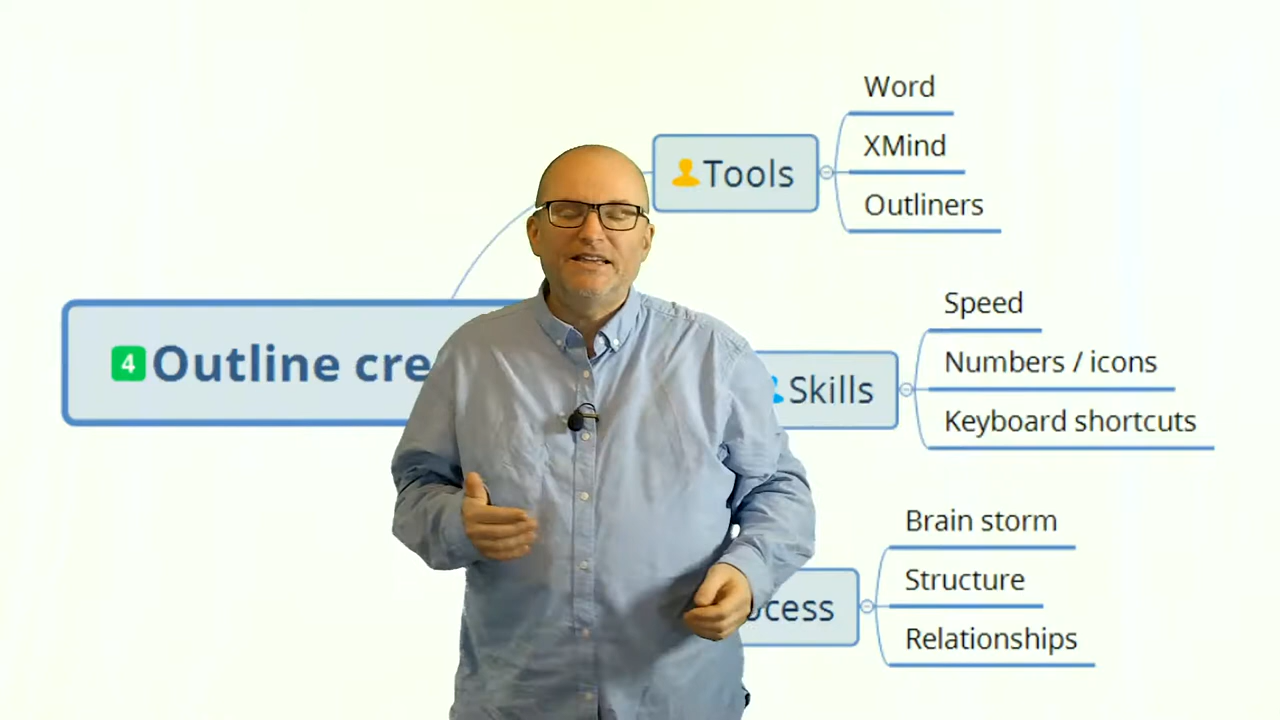 4 Outline cre
Tools
Word
XMind
Outliners
Skills
Speed
Numbers / icons
Keyboard shortcuts
ocess
Brain storm
Structure
Relationships